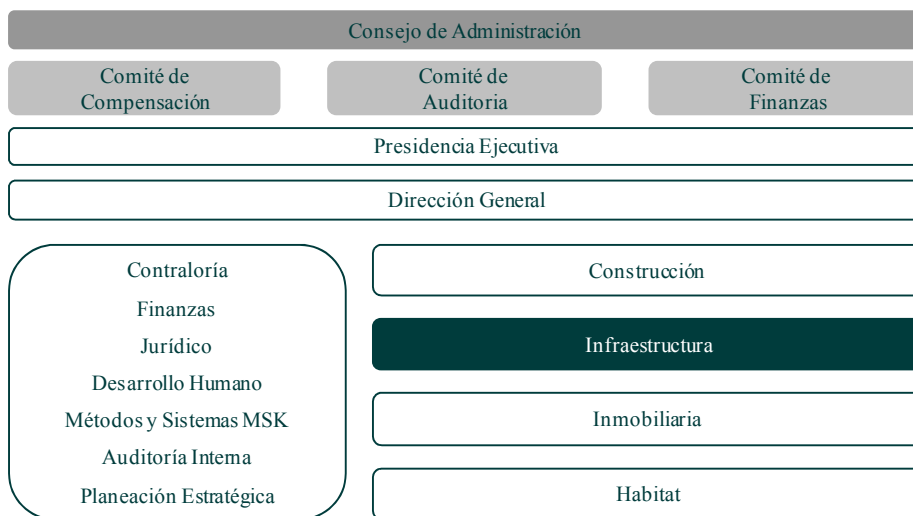 Consejo de Administración
Comité de
Compensación
Comité de
Auditoria
Comité de
Finanzas
Presidencia Ejecutiva
Dirección General
Contraloría
Finanzas
Jurídico
Desarrollo Humano
Métodos y Sistemas MSK
Auditoría Interna
Planeación Estratégica
Construcción
Infraestructura
Inmobiliaria
Habitat